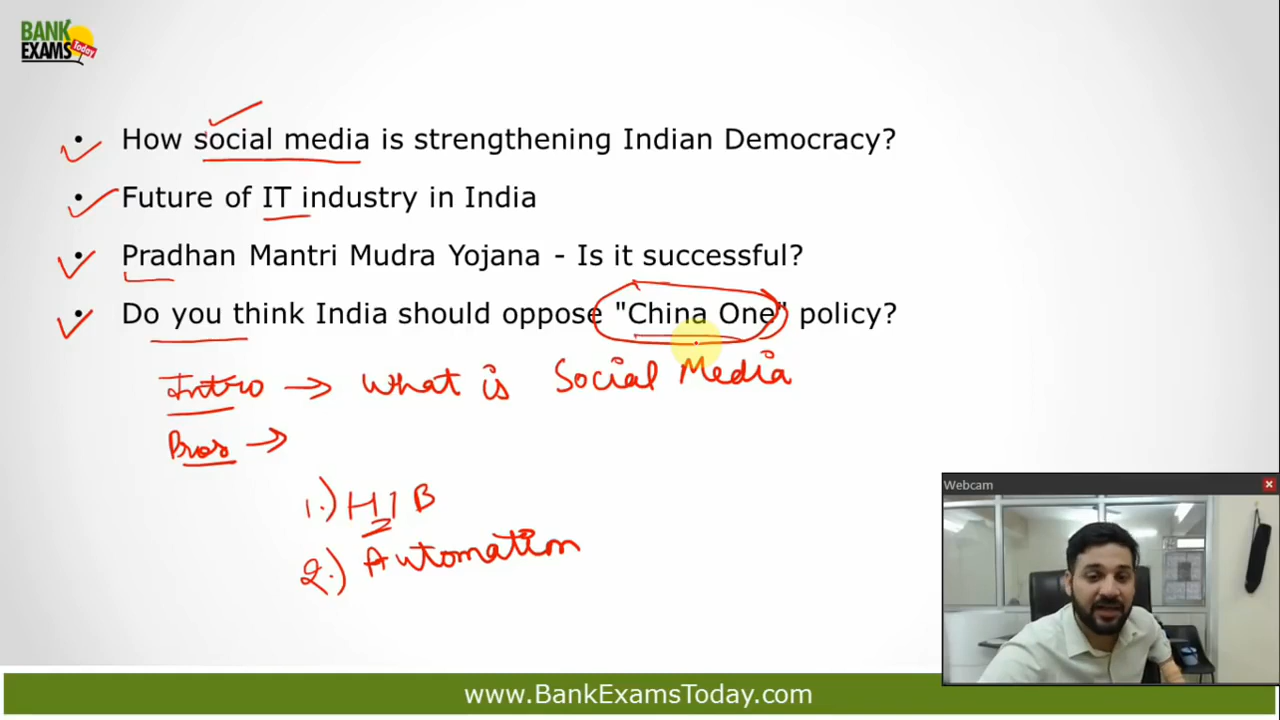 BANK
EXAMS Today
• How social media is strengthening Indian Democracy?
• Future of IT industry in India
• Pradhan Mantri Mudra Yojana - Is it successful?
• Do you think India should oppose "China One" policy?
Intro → What is Social Media
Pros →
1.) H1B
2.) Automation
Webcam
www.BankExamsToday.com